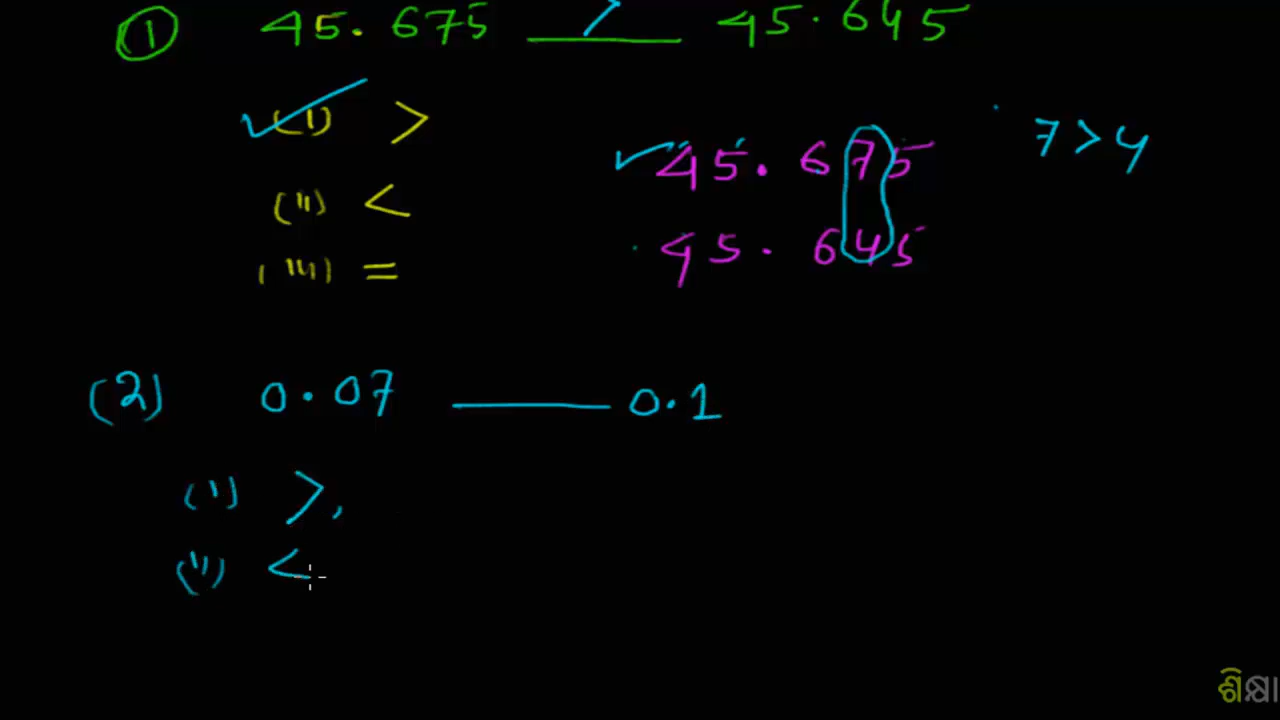 (1) 45.675 > 45.645
(I) >
(II) <
(III) =
45.675
45.645
7 > 4
(2) 0.07 ____ 0.1
(I) >,
(II) <
ଶିକ୍ଷା